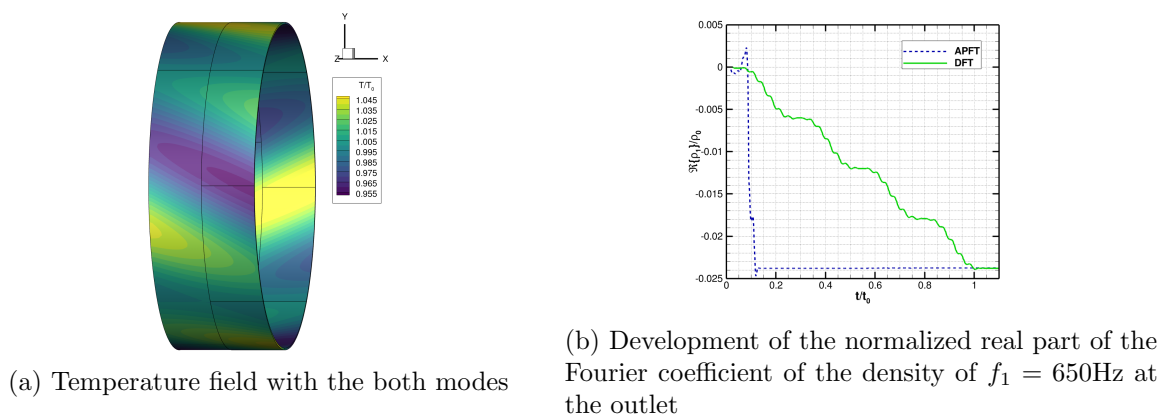 Y
Z
X
T/T₀
1.045
1.035
1.025
1.015
1.005
0.995
0.985
0.975
0.965
0.955
(a) Temperature field with the both modes
0.005
0
-0.005
-0.01
-0.015
-0.02
-0.025
ℜ{ρ₁}/ρ₀
APFT
DFT
0
0.2
0.4
0.6
0.8
1
t/t₀
(b) Development of the normalized real part of the
Fourier coefficient of the density of f₁ = 650Hz at
the outlet